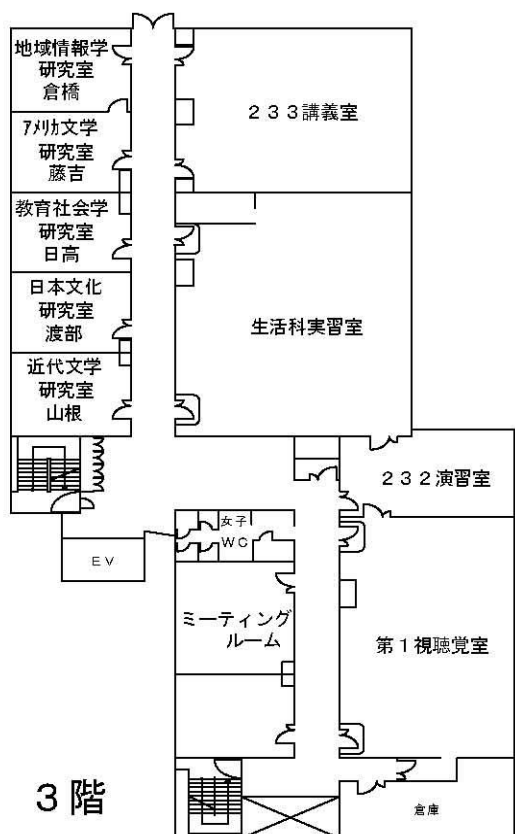 地域情報学
研究室
倉橋
アメリカ文学
研究室
藤吉
教育社会学
研究室
日高
日本文化
研究室
渡部
近代文学
研究室
山根
２３３講義室
生活科実習室
２３２演習室
女子
ＷＣ
ＥＶ
ミーティング
ルーム
第１視聴覚室
倉庫
３階